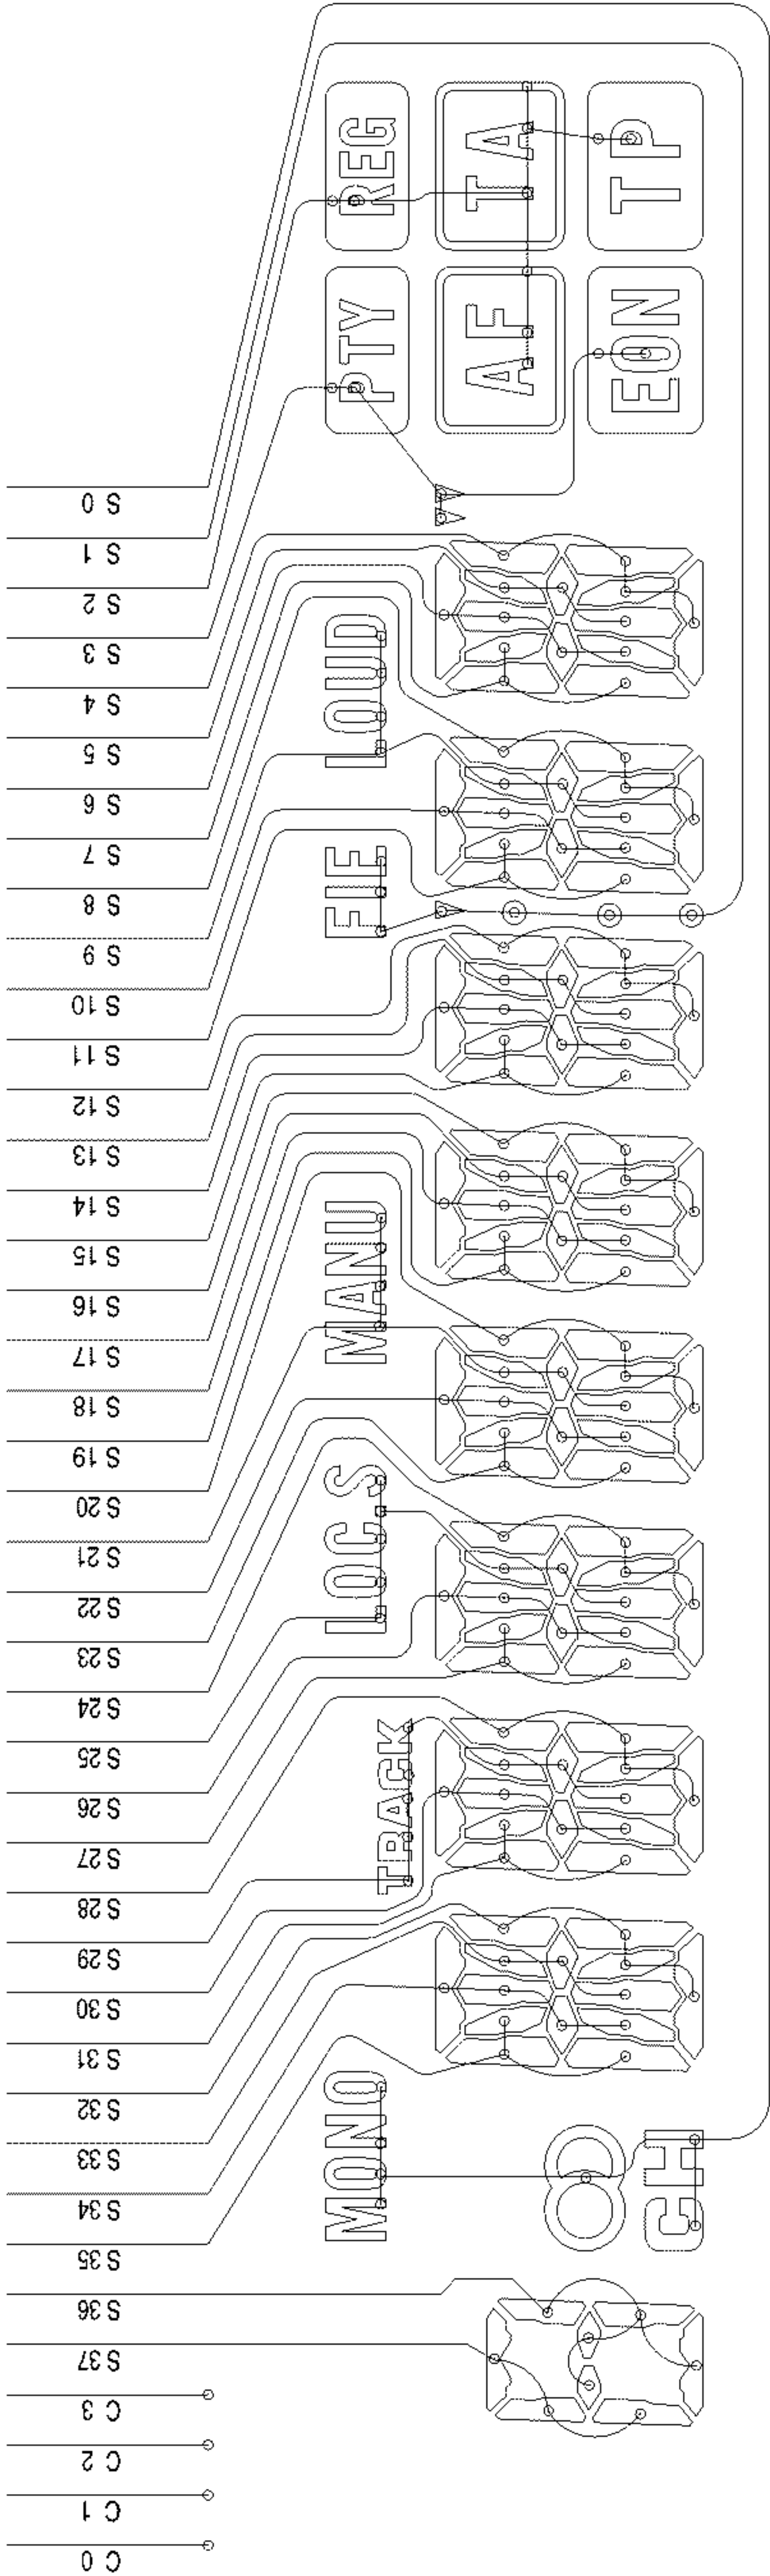 REG
TA
TP
PTY
AF
EON
S 0
S 1
S 2
S 3
S 4
S 5
S 6
S 7
S 8
S 9
S 10
S 11
S 12
S 13
S 14
S 15
S 16
S 17
S 18
S 19
S 20
S 21
S 22
S 23
S 24
S 25
S 26
S 27
S 28
S 29
S 30
S 31
S 32
S 33
S 34
S 35
S 36
S 37
C 3
C 2
C 1
C 0
LOUD
FIE
MANU
LOCS
TRACK
MONO
CH